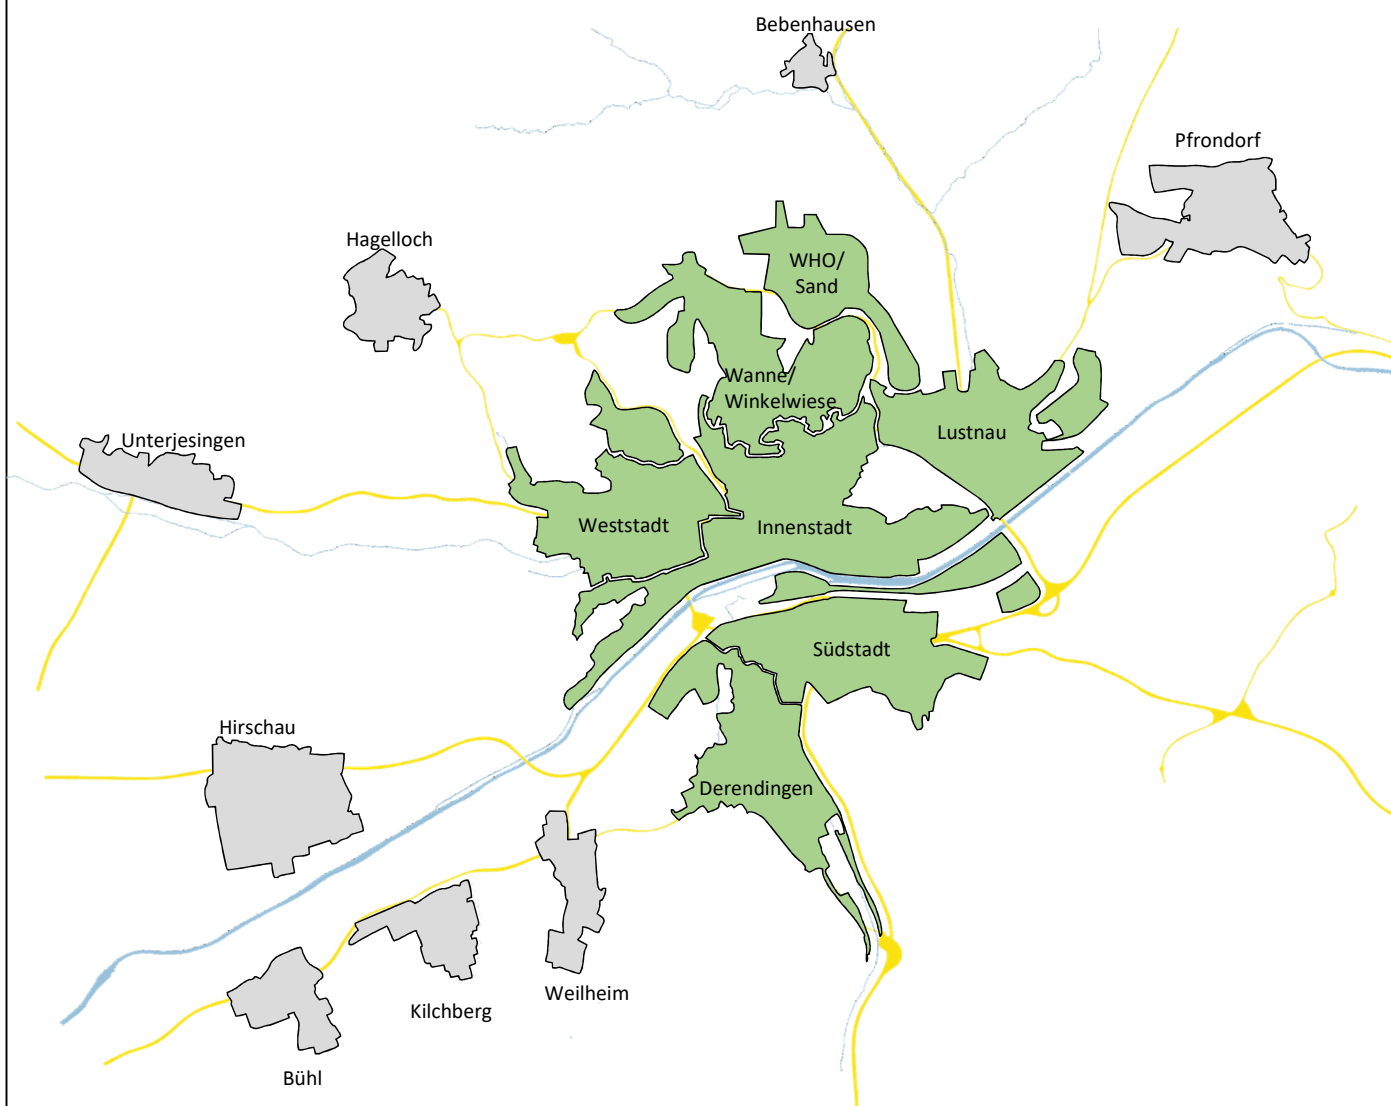 Bebenhausen
Pfrondorf
Hagelloch
WHO/
Sand
Wanne/
Winkelwiese
Lustnau
Unterjesingen
Weststadt
Innenstadt
Südstadt
Hirschau
Derendingen
Weilheim
Kilchberg
Bühl